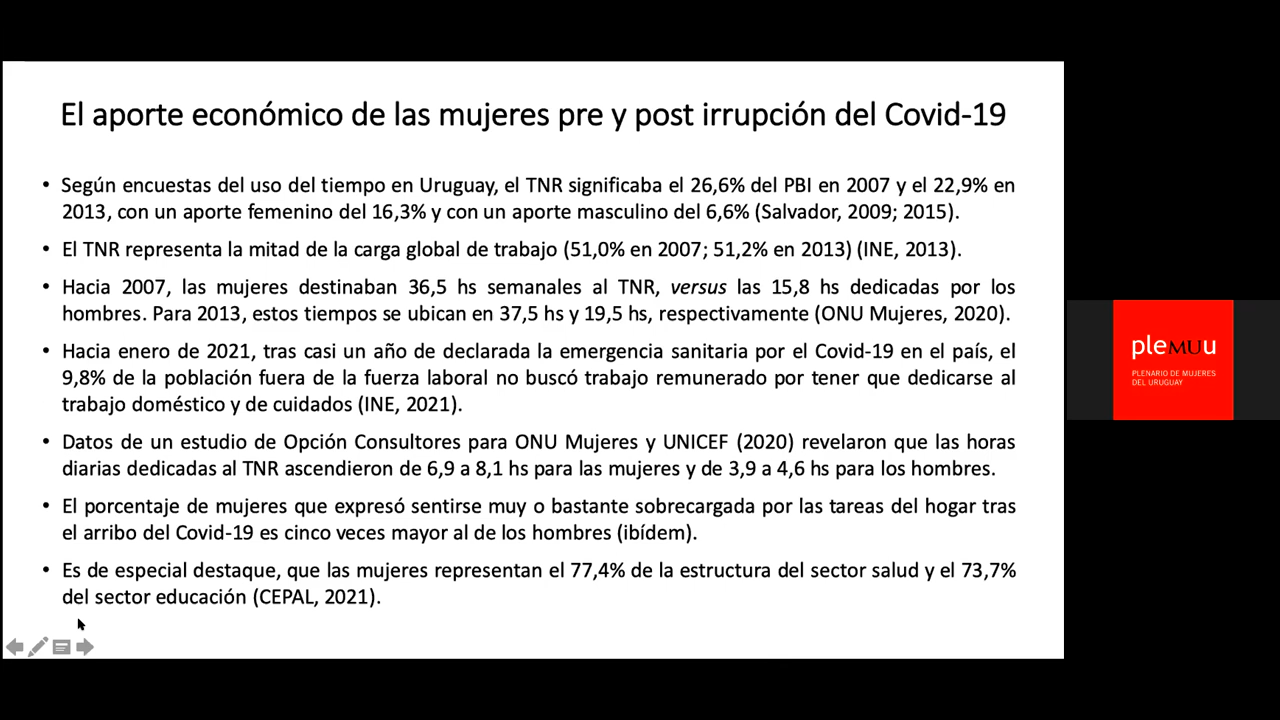 El aporte económico de las mujeres pre y post irrupción del Covid-19
• Según encuestas del uso del tiempo en Uruguay, el TNR significaba el 26,6% del PBI en 2007 y el 22,9% en
2013, con un aporte femenino del 16,3% y con un aporte masculino del 6,6% (Salvador, 2009; 2015).
• El TNR representa la mitad de la carga global de trabajo (51,0% en 2007; 51,2% en 2013) (INE, 2013).
• Hacia 2007, las mujeres destinaban 36,5 hs semanales al TNR, versus las 15,8 hs dedicadas por los
hombres. Para 2013, estos tiempos se ubican en 37,5 hs y 19,5 hs, respectivamente (ONU Mujeres, 2020).
• Hacia enero de 2021, tras casi un año de declarada la emergencia sanitaria por el Covid-19 en el país, el
9,8% de la población fuera de la fuerza laboral no buscó trabajo remunerado por tener que dedicarse al
trabajo doméstico y de cuidados (INE, 2021).
• Datos de un estudio de Opción Consultores para ONU Mujeres y UNICEF (2020) revelaron que las horas
diarias dedicadas al TNR ascendieron de 6,9 a 8,1 hs para las mujeres y de 3,9 a 4,6 hs para los hombres.
• El porcentaje de mujeres que expresó sentirse muy o bastante sobrecargada por las tareas del hogar tras
el arribo del Covid-19 es cinco veces mayor al de los hombres (ibídem).
• Es de especial destaque, que las mujeres representan el 77,4% de la estructura del sector salud y el 73,7%
del sector educación (CEPAL, 2021).
pleMUu
PLENARIO DE MUJERES
DEL URUGUAY